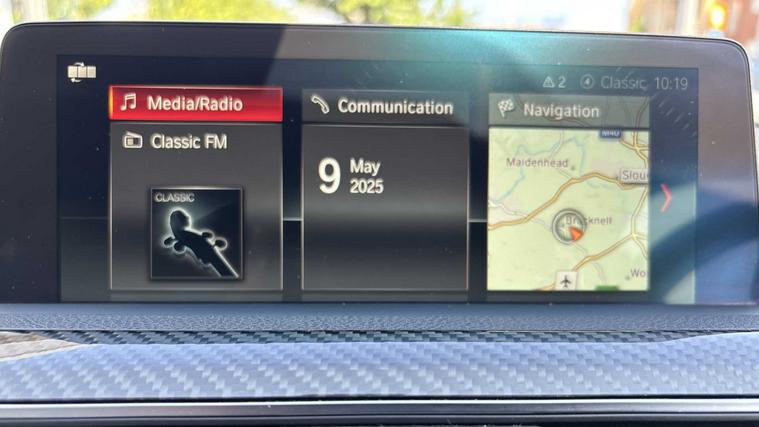 2 Classic 10:19
Media/Radio
Classic FM
CLASSIC
Communication
9 May
2025
Navigation
M40
Maidenhead
Slou
Bracknell
Wo